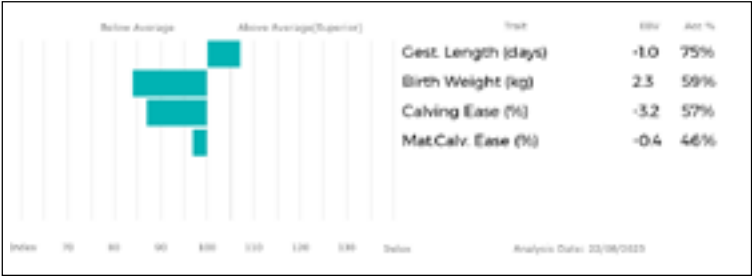 Below Average Above Average(Superior) Trait EBV Acc %
Gest. Length (days) -1.0 75%
Birth Weight (kg) 2.3 59%
Calving Ease (%) -3.2 57%
Mat.Calv. Ease (%) -0.4 46%
Index 70 80 90 100 110 120 130 Index Analysis Date: 22/08/2025